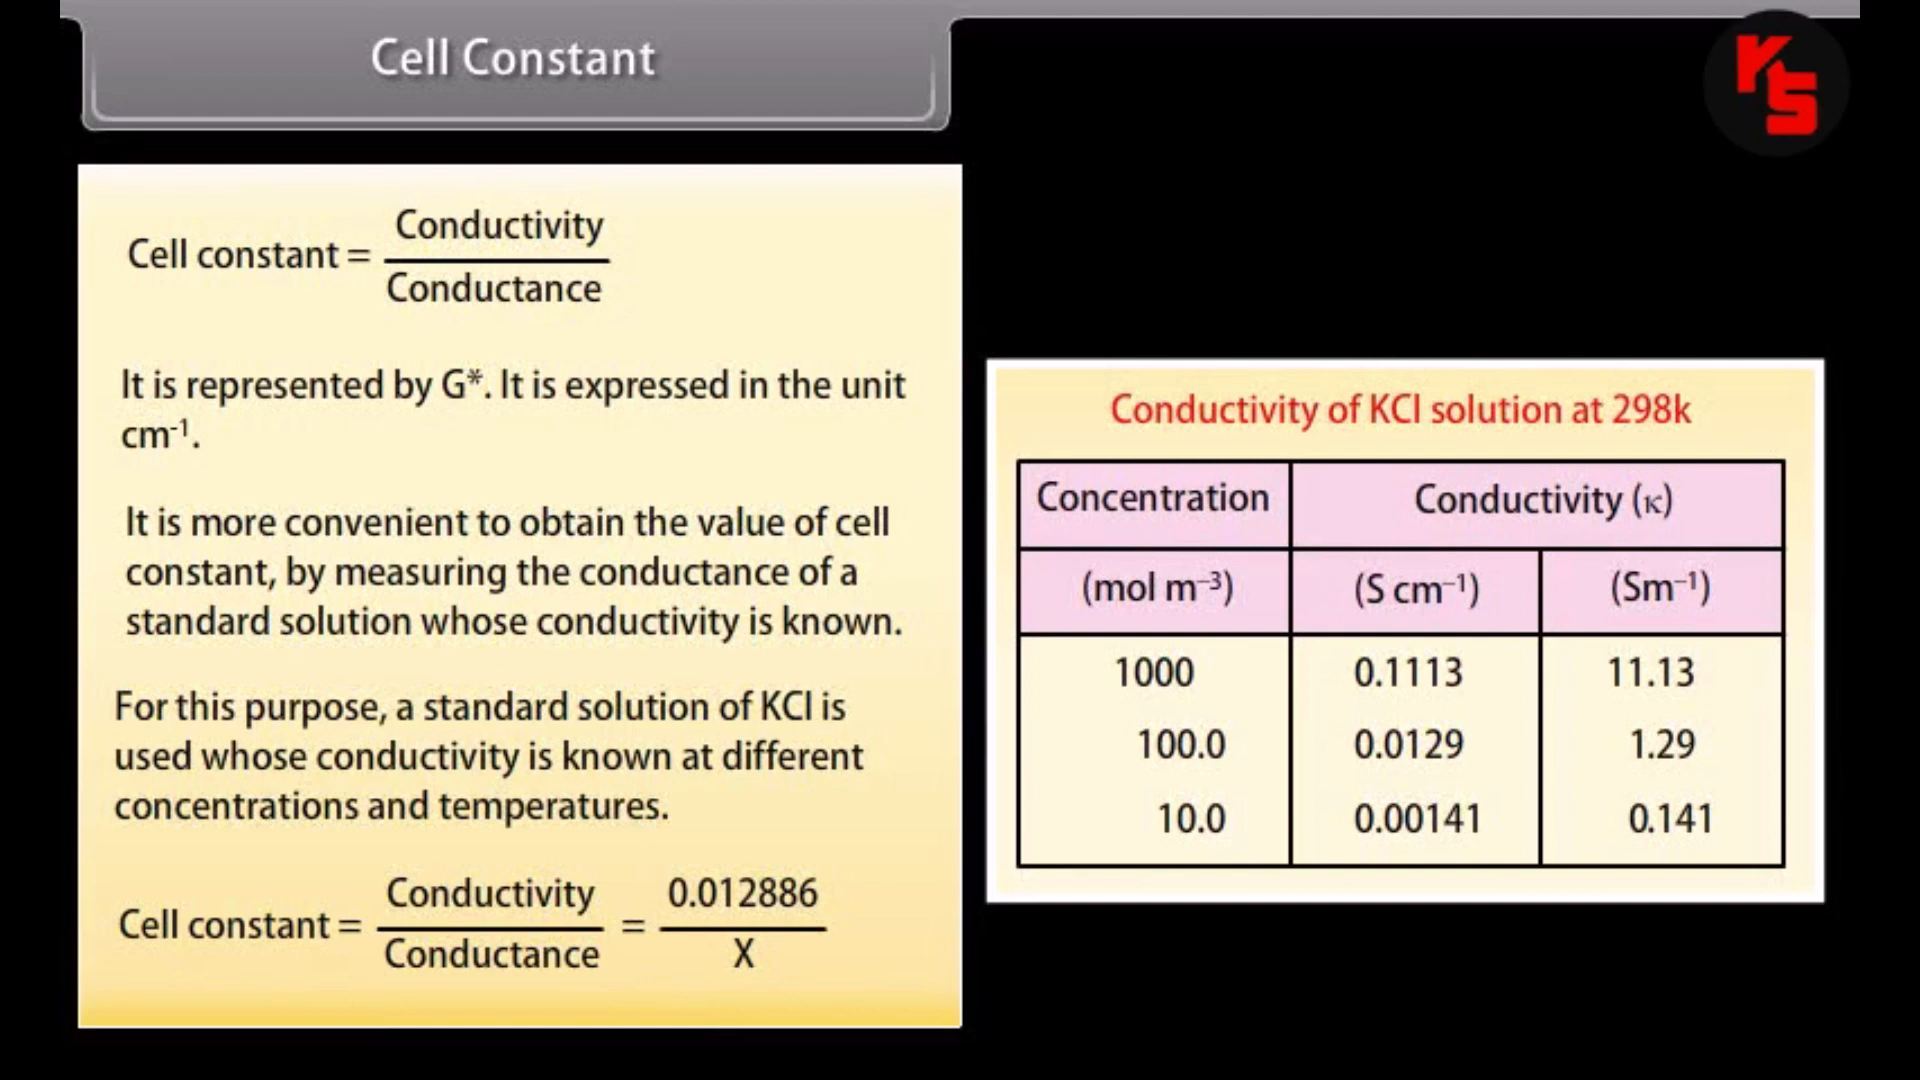 Cell Constant
KS
Cell constant = Conductivity / Conductance
It is represented by G*. It is expressed in the unit
cm⁻¹.
It is more convenient to obtain the value of cell
constant, by measuring the conductance of a
standard solution whose conductivity is known.
For this purpose, a standard solution of KCl is
used whose conductivity is known at different
concentrations and temperatures.
Cell constant = Conductivity / Conductance = 0.012886 / X
Conductivity of KCl solution at 298k
Concentration Conductivity (κ)
(mol m⁻³) (S cm⁻¹) (Sm⁻¹)
1000 0.1113 11.13
100.0 0.0129 1.29
10.0 0.00141 0.141